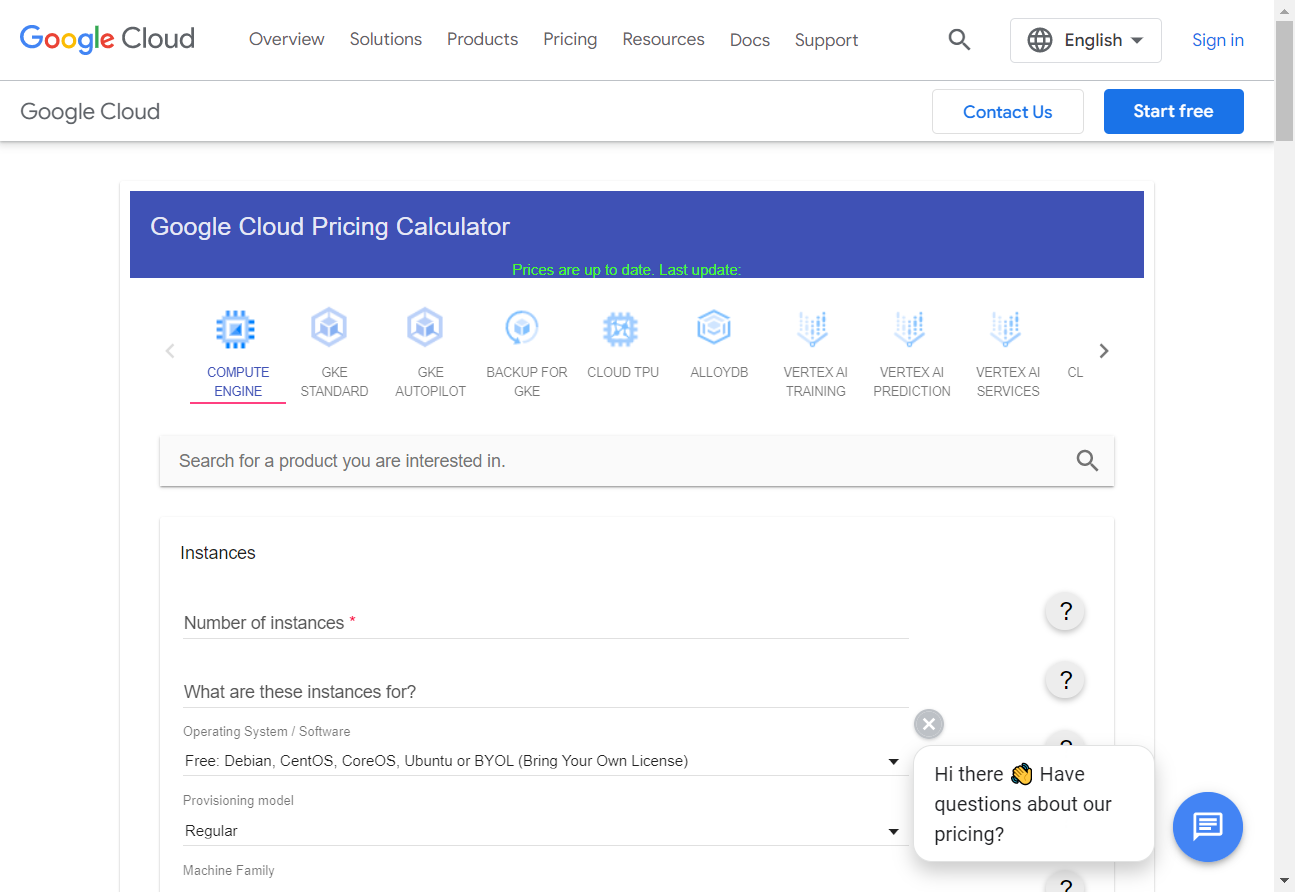 Google Cloud
Overview Solutions Products Pricing Resources Docs Support
English
Sign in
Google Cloud
Contact Us
Start free
Google Cloud Pricing Calculator
Prices are up to date. Last update:
COMPUTE ENGINE
GKE STANDARD
GKE AUTOPILOT
BACKUP FOR GKE
CLOUD TPU
ALLOYDB
VERTEX AI TRAINING
VERTEX AI PREDICTION
VERTEX AI SERVICES
CL
Search for a product you are interested in.
Instances
Number of instances *
?
What are these instances for?
?
Operating System / Software
Free: Debian, CentOS, CoreOS, Ubuntu or BYOL (Bring Your Own License)
?
Provisioning model
Regular
Hi there 👏 Have
questions about our
pricing?
Machine Family
?